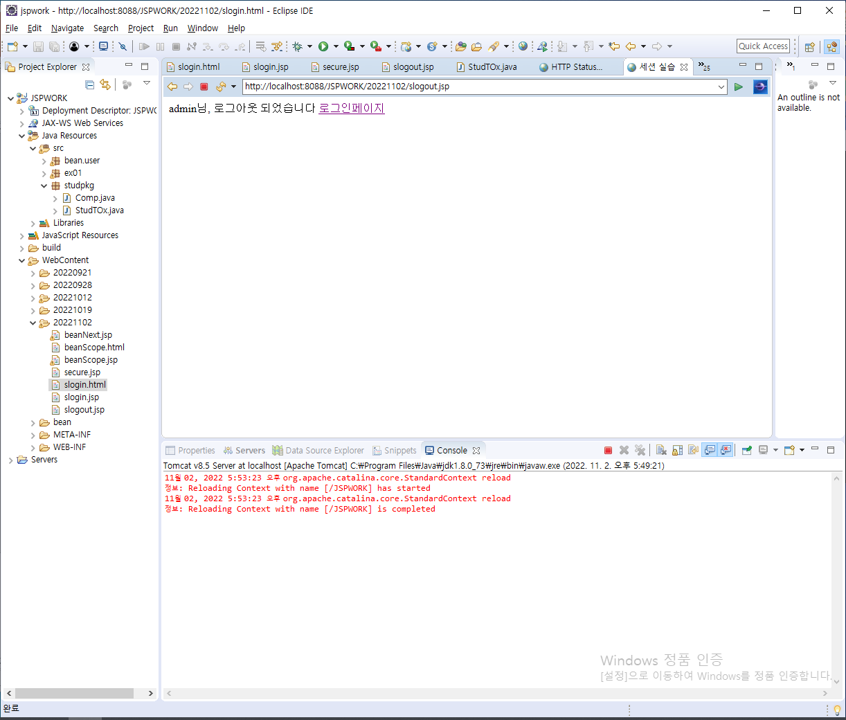 jspwork - http://localhost:8088/JSPWORK/20221102/slogin.html - Eclipse IDE
File Edit Navigate Search Project Run Window Help
Quick Access
Project Explorer
slogin.html slogin.jsp secure.jsp slogout.jsp StudTOx.java HTTP Status... 세션 실습 »25
»1
http://localhost:8088/JSPWORK/20221102/slogout.jsp
admin님, 로그아웃 되었습니다 로그인페이지
An outline is not
available.
JSPWORK
Deployment Descriptor: JSPWC
JAX-WS Web Services
Java Resources
src
bean.user
ex01
studpkg
Comp.java
StudTOx.java
Libraries
JavaScript Resources
build
WebContent
20220921
20220928
20221012
20221019
20221102
beanNext.jsp
beanScope.html
beanScope.jsp
secure.jsp
slogin.html
slogin.jsp
slogout.jsp
bean
META-INF
WEB-INF
Servers
Properties Servers Data Source Explorer Snippets Console
Tomcat v8.5 Server at localhost [Apache Tomcat] C:₩Program Files₩Java₩jdk1.8.0_73₩jre₩bin₩javaw.exe (2022. 11. 2. 오후 5:49:21)
11월 02, 2022 5:53:23 오후 org.apache.catalina.core.StandardContext reload
정보: Reloading Context with name [/JSPWORK] has started
11월 02, 2022 5:53:23 오후 org.apache.catalina.core.StandardContext reload
정보: Reloading Context with name [/JSPWORK] is completed
Windows 정품 인증
[설정]으로 이동하여 Windows를 정품 인증합니다.
완료